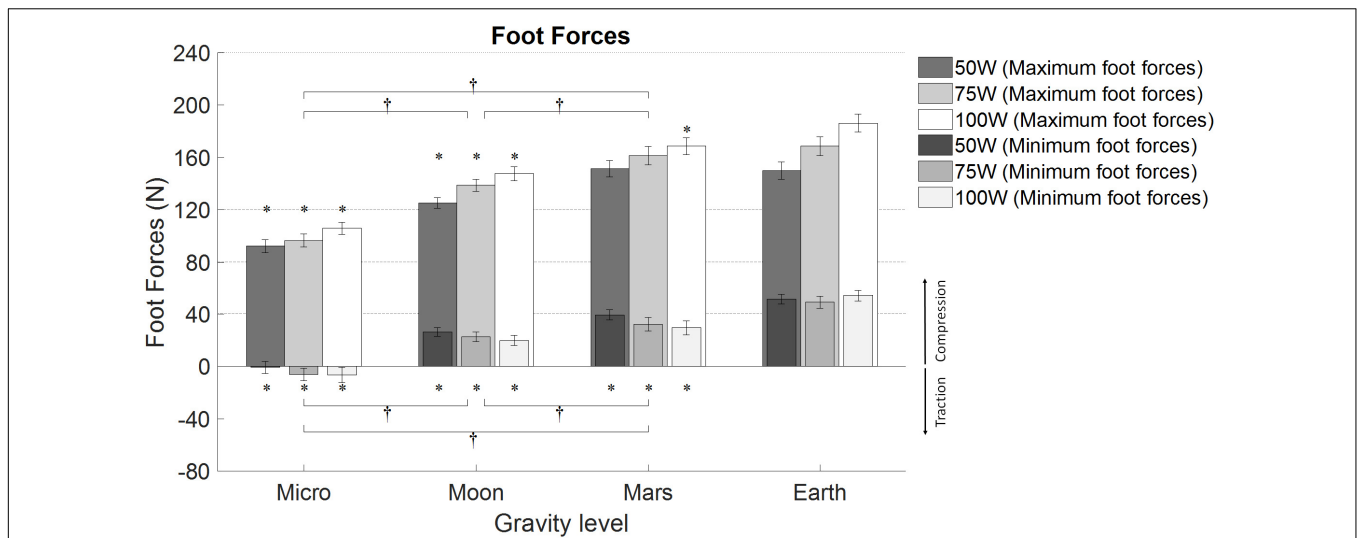 Foot Forces
240
200
160
120
80
40
0
-40
-80
Foot Forces (N)
†
† †
*
* * *
* * *
* * * * * * * * *
† †
†
Micro Moon Mars Earth
Gravity level
50W (Maximum foot forces)
75W (Maximum foot forces)
100W (Maximum foot forces)
50W (Minimum foot forces)
75W (Minimum foot forces)
100W (Minimum foot forces)
Compression
Traction